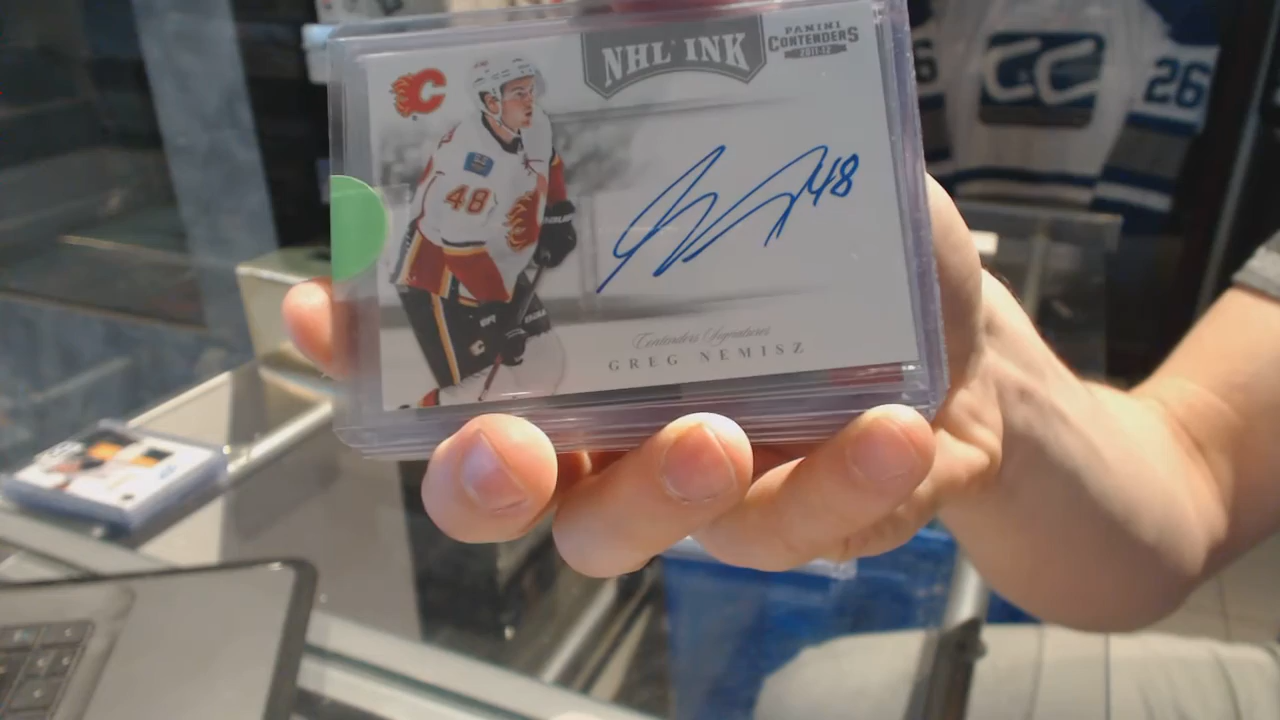 NHL INK
PANINI
CONTENDERS
2011-12
48
48
Contenders Signatures
GREG NEMISZ
26